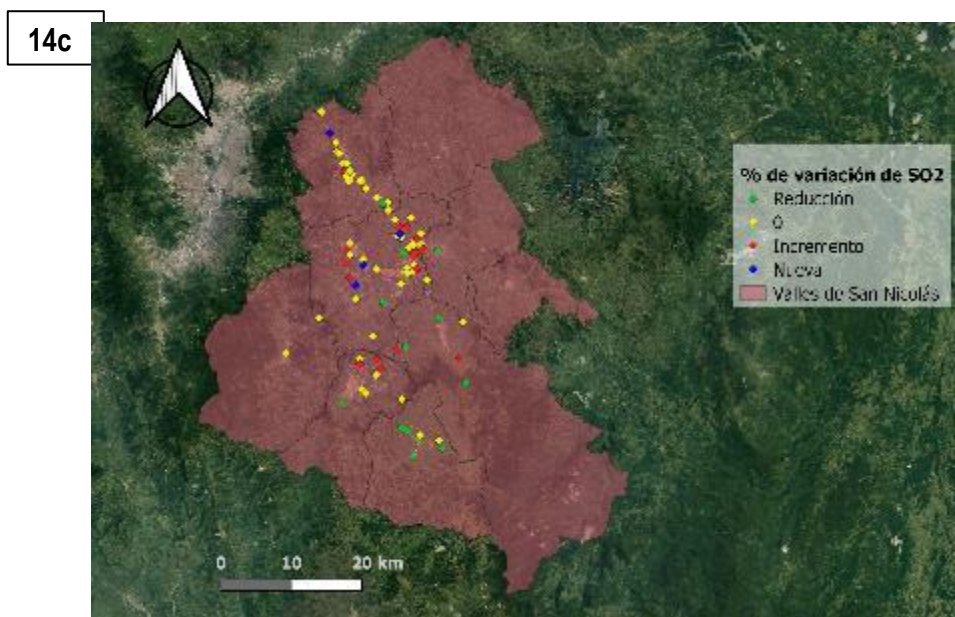 14c
% de variación de SO2
Reducción
0
Incremento
Nueva
Valles de San Nicolás
0 10 20 km